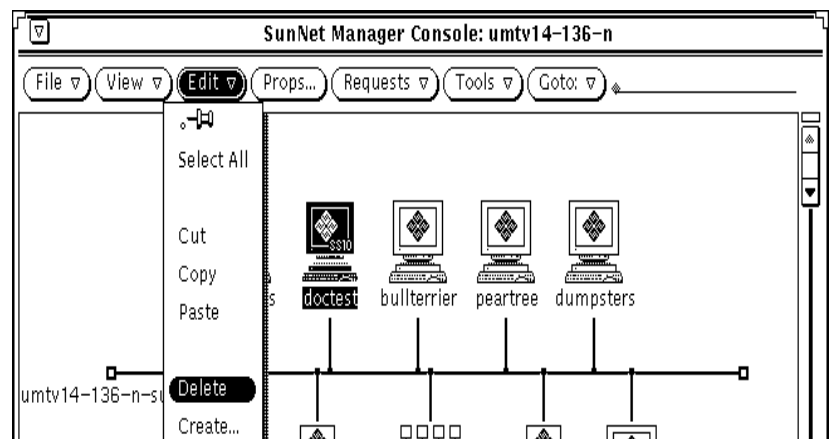 SunNet Manager Console: umtv14-136-n
File View Edit Props... Requests Tools Goto:
Select All
Cut
Copy
Paste
Delete
Create...
SS10
s doctest bullterrier peartree dumpsters
umtv14-136-n-su